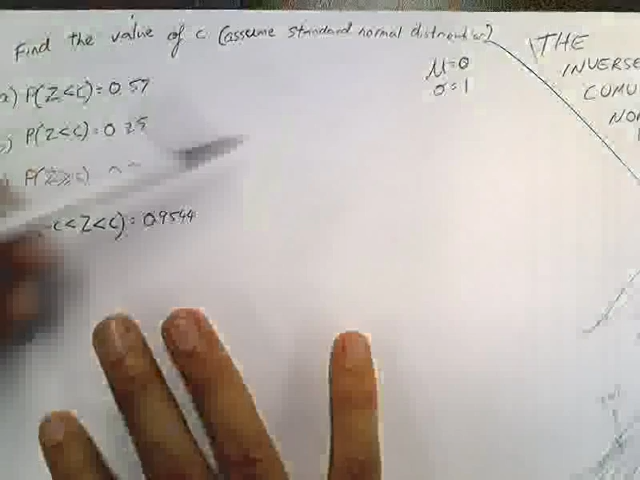 Find the value of c (assume standard normal distribution)
μ=0
σ=1
a) P(Z<c)=0.57
P(Z<c)=0.25
P(Z≥c)
-c<Z<c)=0.9544
THE
INVERSE
CUMU
NO